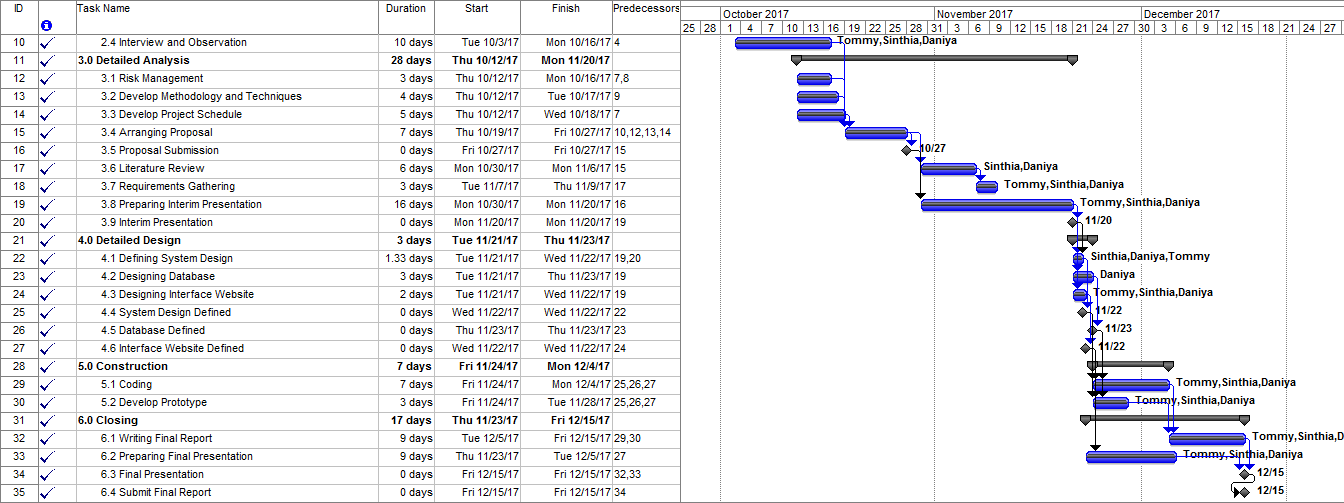 ID Task Name Duration Start Finish Predecessors October 2017 November 2017 December 2017
25 28 1 4 7 10 13 16 19 22 25 28 31 3 6 9 12 15 18 21 24 27 30 3 6 9 12 15 18 21 24 27 30
10 2.4 Interview and Observation 10 days Tue 10/3/17 Mon 10/16/17 4 Tommy,Sinthia,Daniya
11 3.0 Detailed Analysis 28 days Thu 10/12/17 Mon 11/20/17
12 3.1 Risk Management 3 days Thu 10/12/17 Mon 10/16/17 7,8
13 3.2 Develop Methodology and Techniques 4 days Thu 10/12/17 Tue 10/17/17 9
14 3.3 Develop Project Schedule 5 days Thu 10/12/17 Wed 10/18/17 7
15 3.4 Arranging Proposal 7 days Thu 10/19/17 Fri 10/27/17 10,12,13,14
16 3.5 Proposal Submission 0 days Fri 10/27/17 Fri 10/27/17 15 10/27
17 3.6 Literature Review 6 days Mon 10/30/17 Mon 11/6/17 15 Sinthia,Daniya
18 3.7 Requirements Gathering 3 days Tue 11/7/17 Thu 11/9/17 17 Tommy,Sinthia,Daniya
19 3.8 Preparing Interim Presentation 16 days Mon 10/30/17 Mon 11/20/17 16 Tommy,Sinthia,Daniya
20 3.9 Interim Presentation 0 days Mon 11/20/17 Mon 11/20/17 19 11/20
21 4.0 Detailed Design 3 days Tue 11/21/17 Thu 11/23/17
22 4.1 Defining System Design 1.33 days Tue 11/21/17 Wed 11/22/17 19,20 Sinthia,Daniya,Tommy
23 4.2 Designing Database 3 days Tue 11/21/17 Thu 11/23/17 19 Daniya
24 4.3 Designing Interface Website 2 days Tue 11/21/17 Wed 11/22/17 19 Tommy,Sinthia,Daniya
25 4.4 System Design Defined 0 days Wed 11/22/17 Wed 11/22/17 22 11/22
26 4.5 Database Defined 0 days Thu 11/23/17 Thu 11/23/17 23 11/23
27 4.6 Interface Website Defined 0 days Wed 11/22/17 Wed 11/22/17 24 11/22
28 5.0 Construction 7 days Fri 11/24/17 Mon 12/4/17
29 5.1 Coding 7 days Fri 11/24/17 Mon 12/4/17 25,26,27 Tommy,Sinthia,Daniya
30 5.2 Develop Prototype 3 days Fri 11/24/17 Tue 11/28/17 25,26,27 Tommy,Sinthia,Daniya
31 6.0 Closing 17 days Thu 11/23/17 Fri 12/15/17
32 6.1 Writing Final Report 9 days Tue 12/5/17 Fri 12/15/17 29,30 Tommy,Sinthia,D
33 6.2 Preparing Final Presentation 9 days Thu 11/23/17 Tue 12/5/17 27 Tommy,Sinthia,Daniya
34 6.3 Final Presentation 0 days Fri 12/15/17 Fri 12/15/17 32,33 12/15
35 6.4 Submit Final Report 0 days Fri 12/15/17 Fri 12/15/17 34 12/15